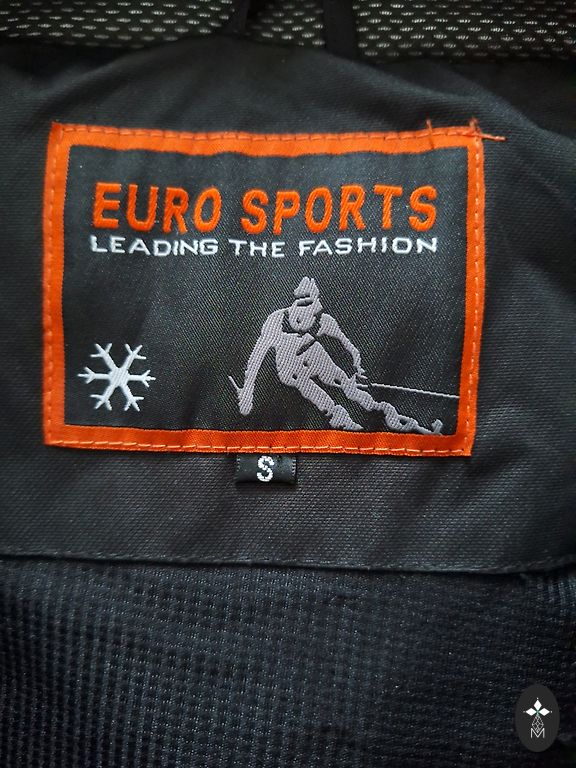 EURO SPORTS
LEADING THE FASHION
S
M